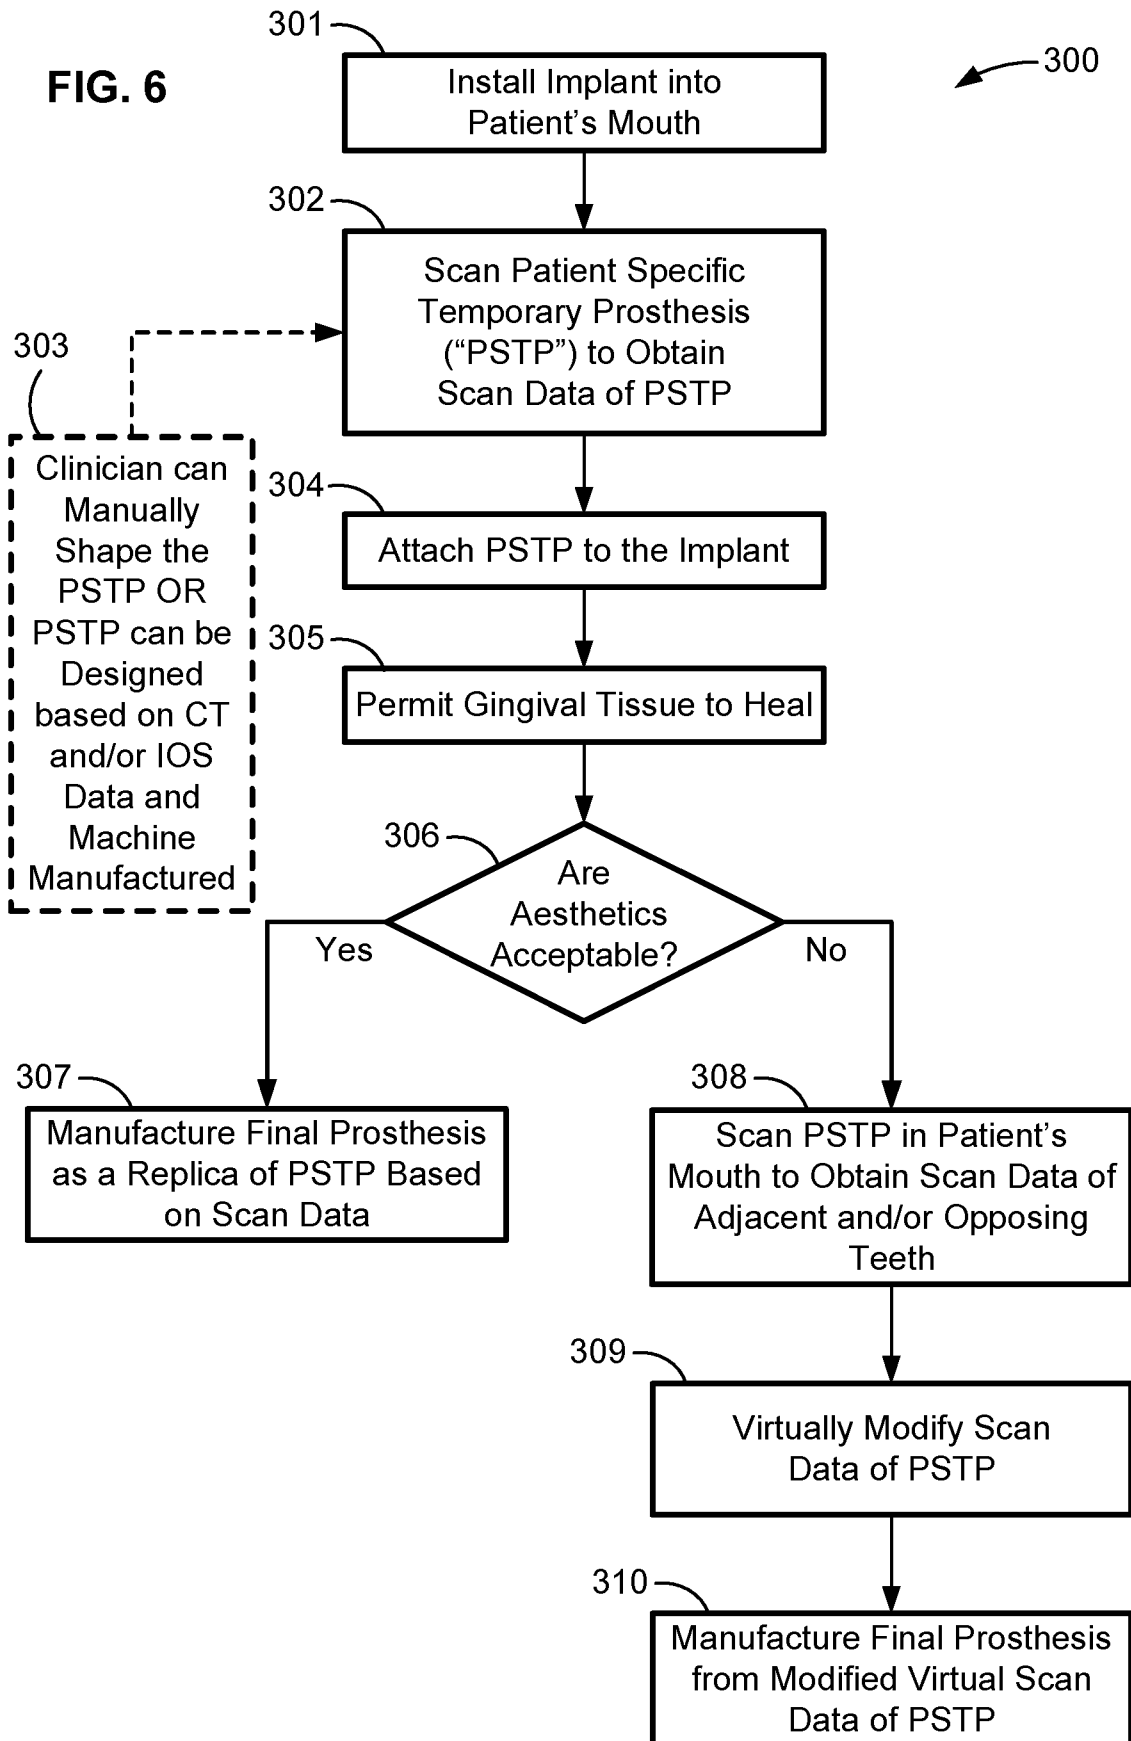 301
FIG. 6
300
Install Implant into
Patient's Mouth
302
Scan Patient Specific
Temporary Prosthesis
(“PSTP”) to Obtain
Scan Data of PSTP
303
Clinician can
Manually
Shape the
PSTP OR
PSTP can be
Designed
based on CT
and/or IOS
Data and
Machine
Manufactured
304
Attach PSTP to the Implant
305
Permit Gingival Tissue to Heal
306
Are
Aesthetics
Acceptable?
Yes
No
307
Manufacture Final Prosthesis
as a Replica of PSTP Based
on Scan Data
308
Scan PSTP in Patient's
Mouth to Obtain Scan Data of
Adjacent and/or Opposing
Teeth
309
Virtually Modify Scan
Data of PSTP
310
Manufacture Final Prosthesis
from Modified Virtual Scan
Data of PSTP